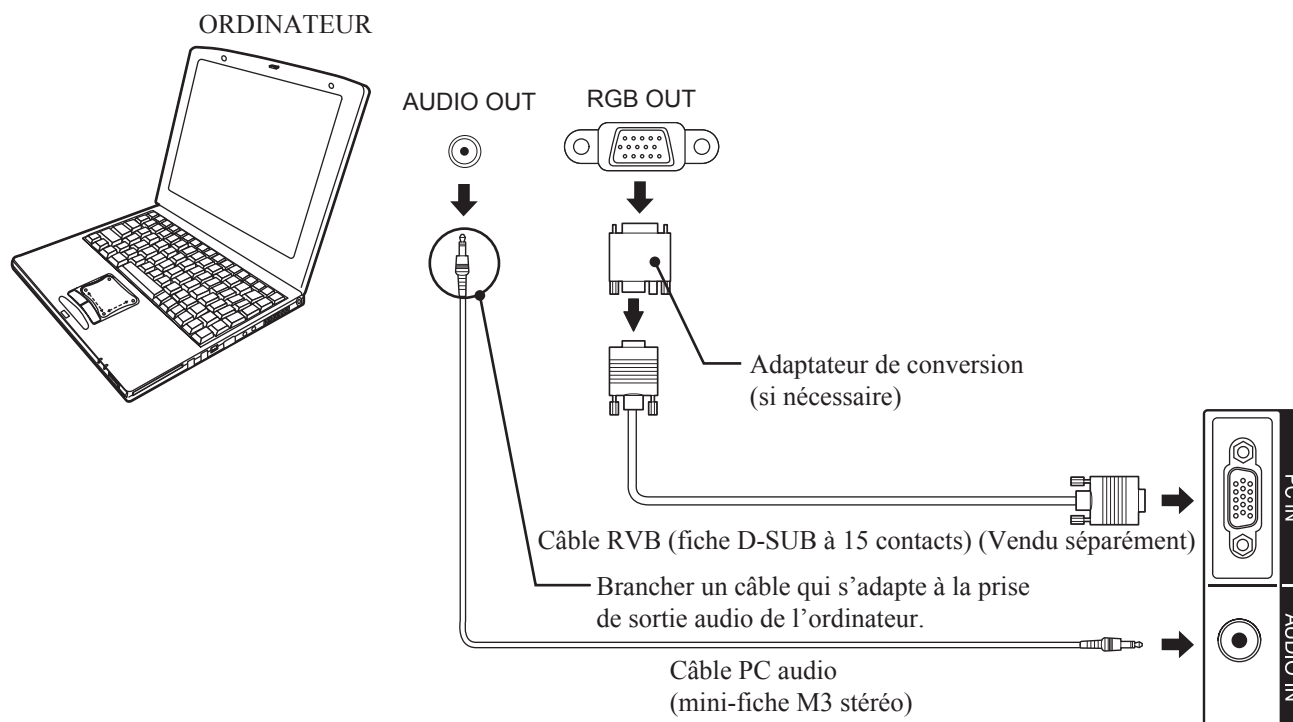 ORDINATEUR
AUDIO OUT
RGB OUT
Adaptateur de conversion
(si nécessaire)
PC IN
Câble RVB (fiche D-SUB à 15 contacts) (Vendu séparément)
Brancher un câble qui s’adapte à la prise
de sortie audio de l’ordinateur.
AUDIO IN
Câble PC audio
(mini-fiche M3 stéréo)